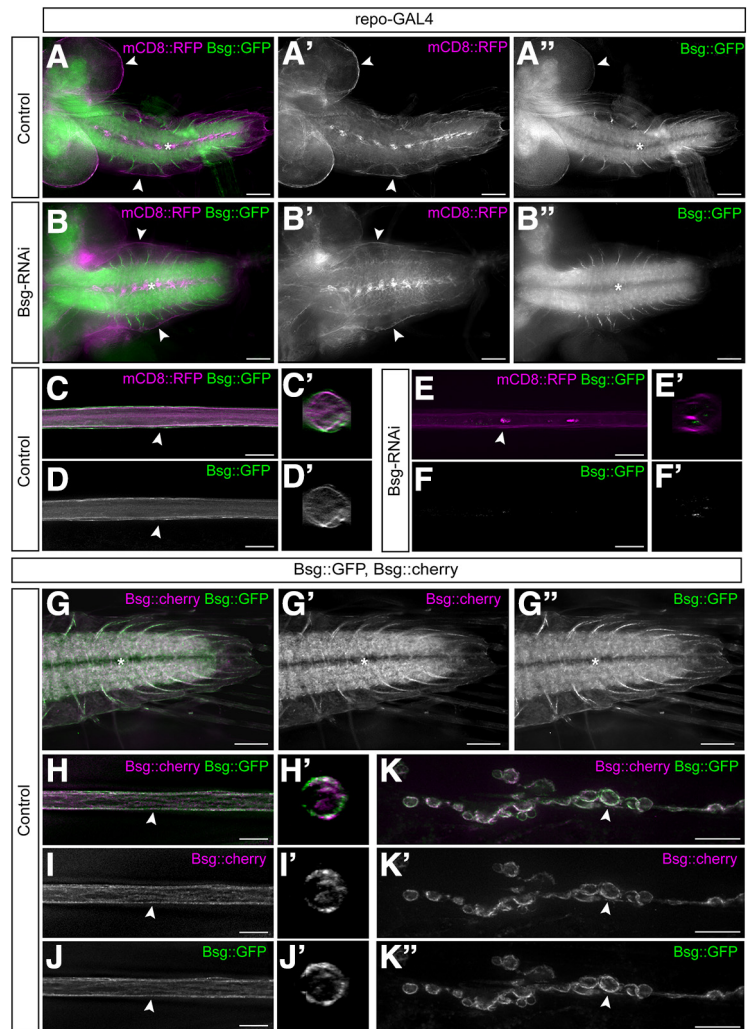 repo-GAL4
Control
A mCD8::RFP Bsg::GFP
A' mCD8::RFP
A” Bsg::GFP
*
*
Bsg-RNAi
B mCD8::RFP Bsg::GFP
B' mCD8::RFP
B” Bsg::GFP
*
*
Control
C mCD8::RFP Bsg::GFP
C'
D Bsg::GFP
D'
Bsg-RNAi
E mCD8::RFP Bsg::GFP
E'
F Bsg::GFP
F'
Bsg::GFP, Bsg::cherry
Control
G Bsg::cherry Bsg::GFP
G' Bsg::cherry
G” Bsg::GFP
*
*
*
H Bsg::cherry Bsg::GFP
H'
I Bsg::cherry
I'
J Bsg::GFP
J'
K Bsg::cherry Bsg::GFP
K' Bsg::cherry
K” Bsg::GFP